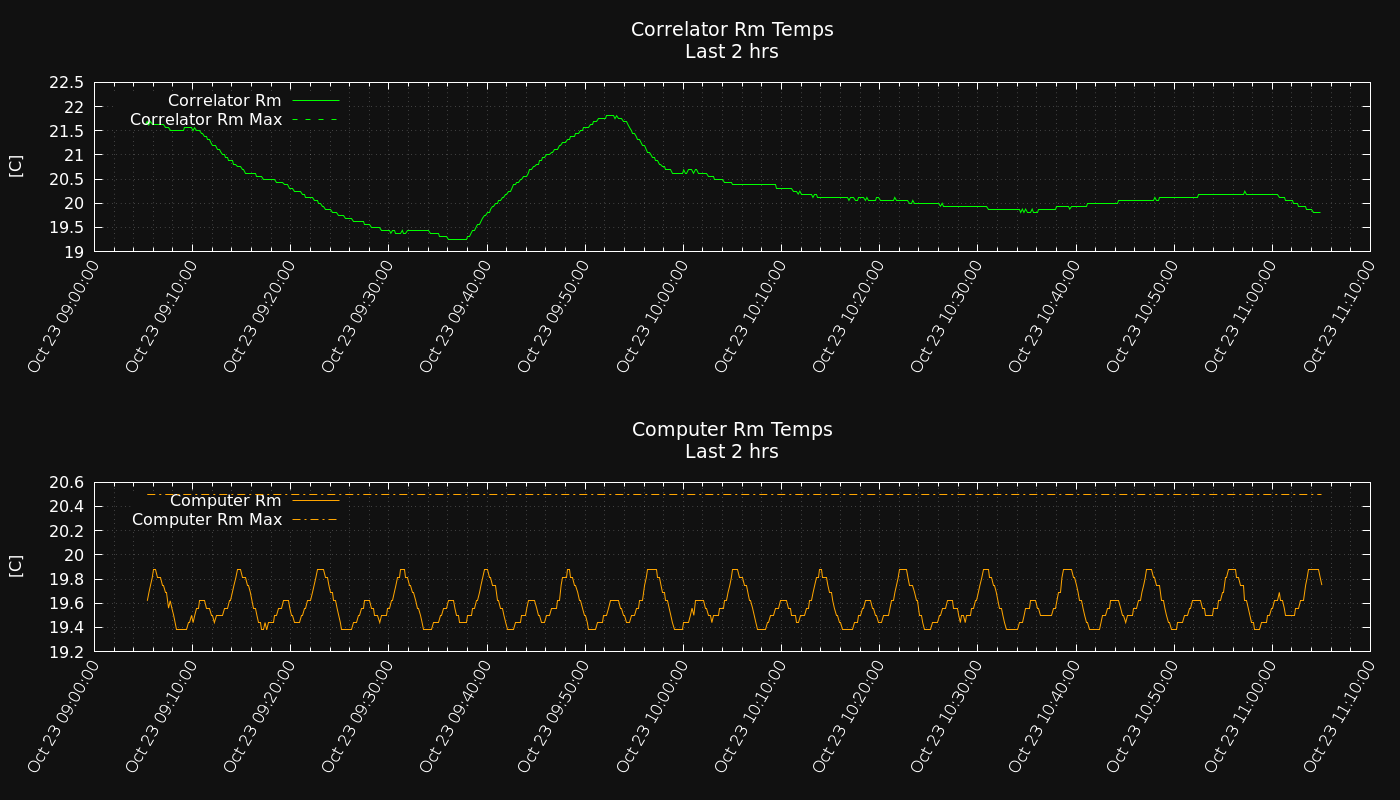 Correlator Rm Temps
Last 2 hrs
22.5
22
21.5
21
20.5
20
19.5
19
[C]
Correlator Rm
Correlator Rm Max
Oct 23 09:00:00
Oct 23 09:10:00
Oct 23 09:20:00
Oct 23 09:30:00
Oct 23 09:40:00
Oct 23 09:50:00
Oct 23 10:00:00
Oct 23 10:10:00
Oct 23 10:20:00
Oct 23 10:30:00
Oct 23 10:40:00
Oct 23 10:50:00
Oct 23 11:00:00
Oct 23 11:10:00
Computer Rm Temps
Last 2 hrs
20.6
20.4
20.2
20
19.8
19.6
19.4
19.2
[C]
Computer Rm
Computer Rm Max
Oct 23 09:00:00
Oct 23 09:10:00
Oct 23 09:20:00
Oct 23 09:30:00
Oct 23 09:40:00
Oct 23 09:50:00
Oct 23 10:00:00
Oct 23 10:10:00
Oct 23 10:20:00
Oct 23 10:30:00
Oct 23 10:40:00
Oct 23 10:50:00
Oct 23 11:00:00
Oct 23 11:10:00